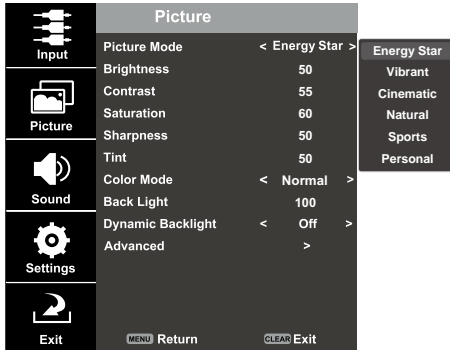 Picture
Input
Picture
Sound
Settings
Exit
Picture Mode < Energy Star >
Brightness 50
Contrast 55
Saturation 60
Sharpness 50
Tint 50
Color Mode < Normal >
Back Light 100
Dynamic Backlight < Off >
Advanced >
MENU Return CLEAR Exit
Energy Star
Vibrant
Cinematic
Natural
Sports
Personal